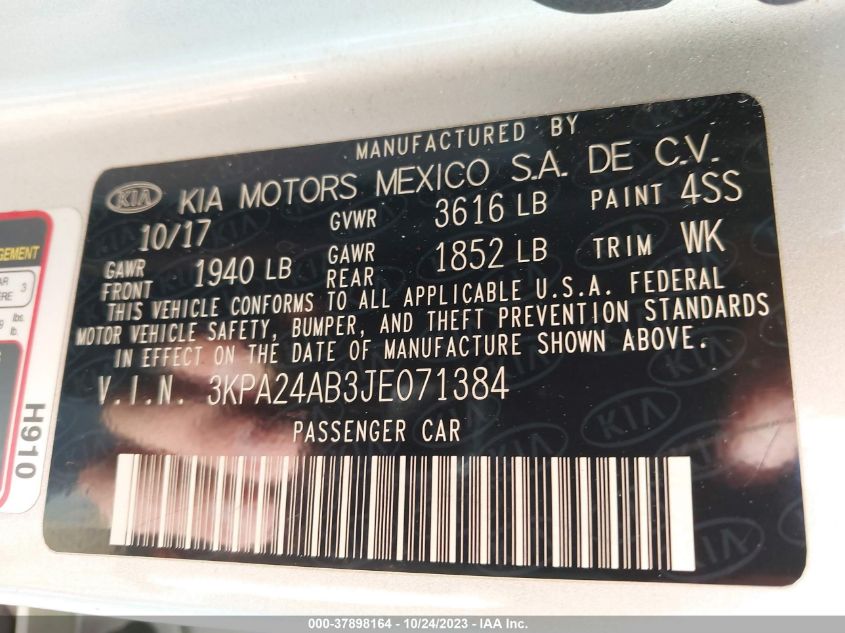 MANUFACTURED BY
KIA KIA MOTORS MEXICO S.A. DE C.V.
10/17 GVWR 3616 LB PAINT 4SS
GAWR FRONT 1940 LB GAWR REAR 1852 LB TRIM WK
THIS VEHICLE CONFORMS TO ALL APPLICABLE U.S.A. FEDERAL
MOTOR VEHICLE SAFETY, BUMPER, AND THEFT PREVENTION STANDARDS
IN EFFECT ON THE DATE OF MANUFACTURE SHOWN ABOVE.
V.I.N. 3KPA24AB3JE071384
PASSENGER CAR
H910
000-37898164 - 10/24/2023 - IAA Inc.